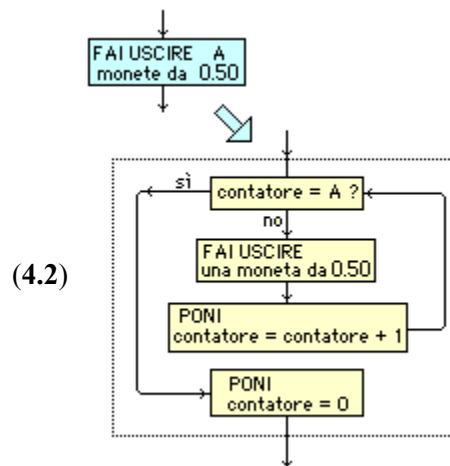 FAI USCIRE A
monete da 0.50
contatore = A ?
sì
no
FAI USCIRE
una moneta da 0.50
(4.2)
PONI
contatore = contatore + 1
PONI
contatore = 0